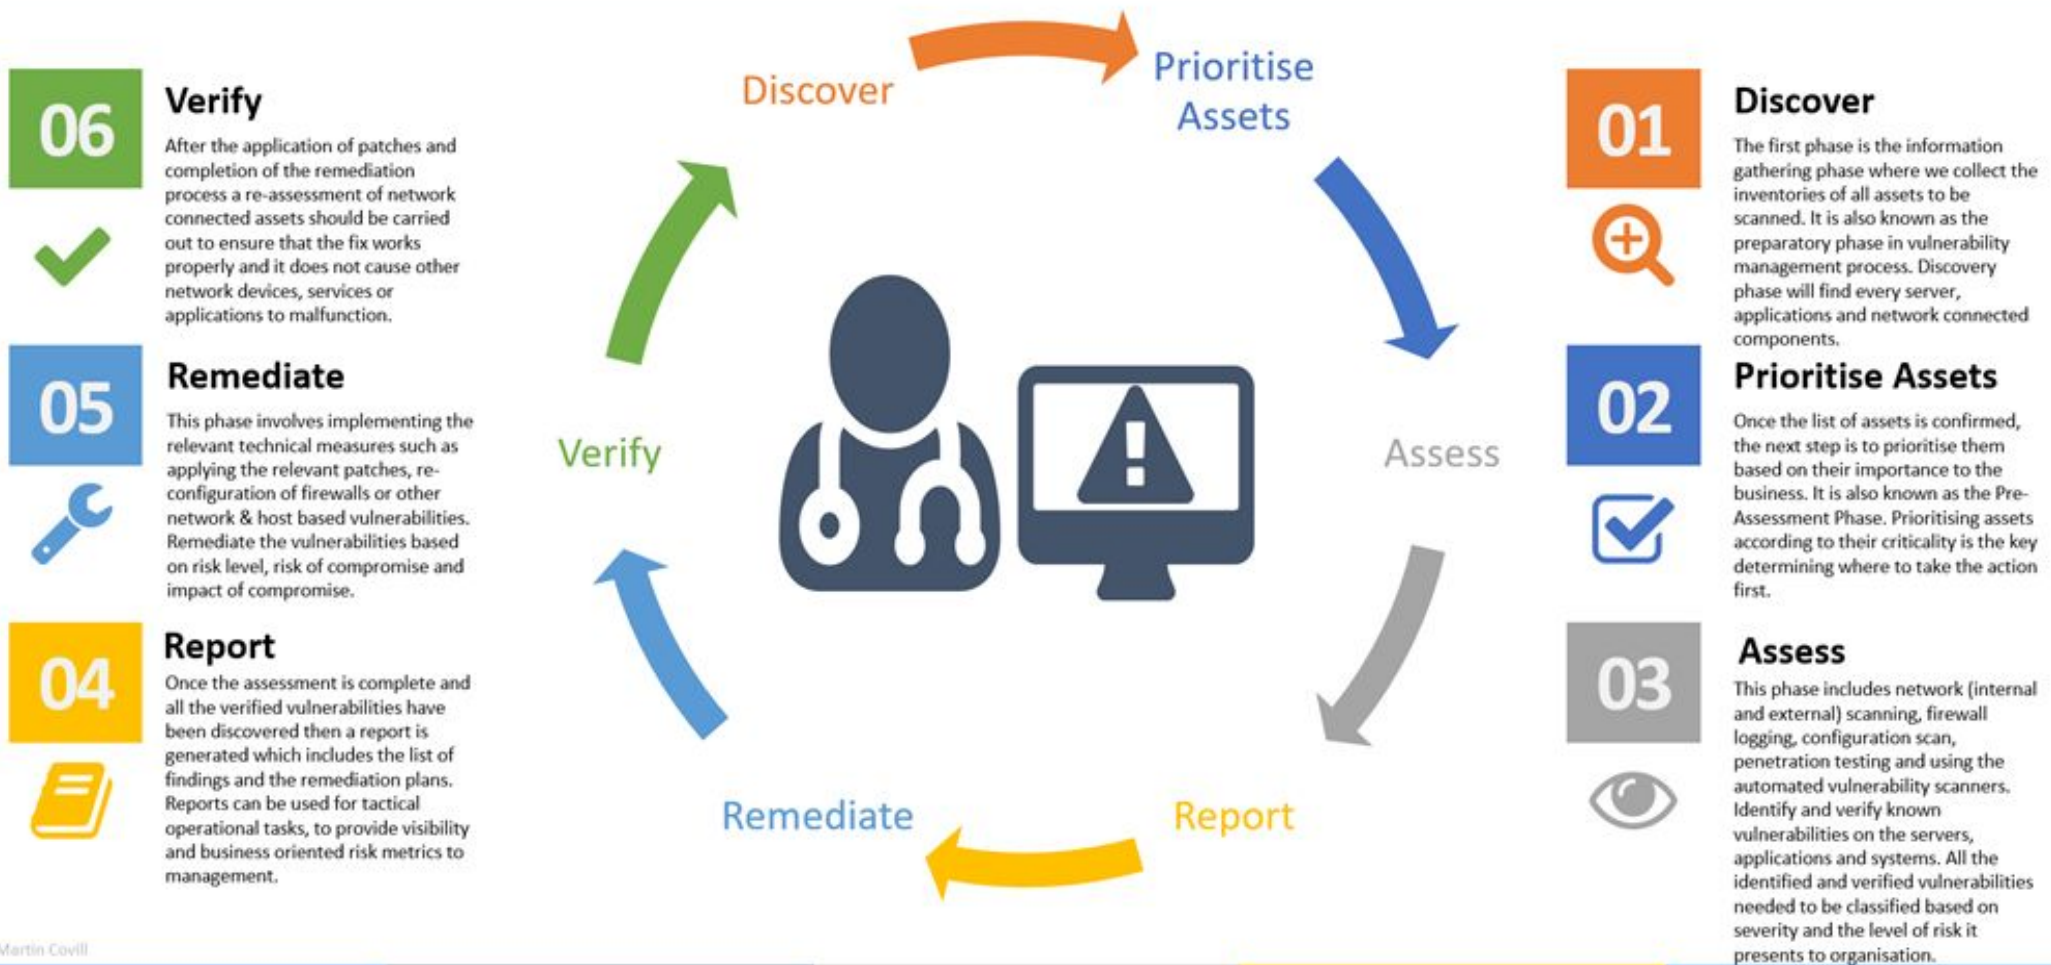 06
Verify
After the application of patches and
completion of the remediation
process a re-assessment of network
connected assets should be carried
out to ensure that the fix works
properly and it does not cause other
network devices, services or
applications to malfunction.
05
Remediate
This phase involves implementing the
relevant technical measures such as
applying the relevant patches, re-
configuration of firewalls or other
network & host based vulnerabilities.
Remediate the vulnerabilities based
on risk level, risk of compromise and
impact of compromise.
04
Report
Once the assessment is complete and
all the verified vulnerabilities have
been discovered then a report is
generated which includes the list of
findings and the remediation plans.
Reports can be used for tactical
operational tasks, to provide visibility
and business oriented risk metrics to
management.
Martin Covill
Discover
Prioritise
Assets
Assess
Report
Remediate
Verify
01
Discover
The first phase is the information
gathering phase where we collect the
inventories of all assets to be
scanned. It is also known as the
preparatory phase in vulnerability
management process. Discovery
phase will find every server,
applications and network connected
components.
02
Prioritise Assets
Once the list of assets is confirmed,
the next step is to prioritise them
based on their importance to the
business. It is also known as the Pre-
Assessment Phase. Prioritising assets
according to their criticality is the key
determining where to take the action
first.
03
Assess
This phase includes network (internal
and external) scanning, firewall
logging, configuration scan,
penetration testing and using the
automated vulnerability scanners.
Identify and verify known
vulnerabilities on the servers,
applications and systems. All the
identified and verified vulnerabilities
needed to be classified based on
severity and the level of risk it
presents to organisation.